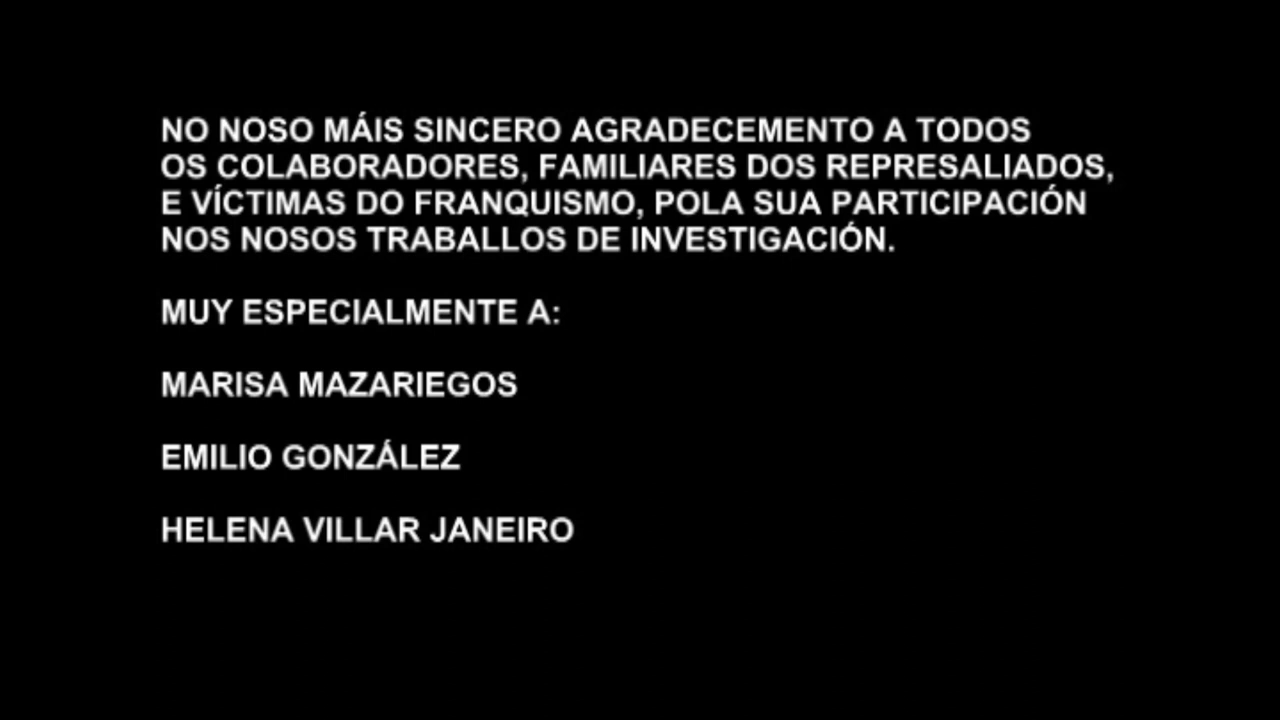 NO NOSO MÁIS SINCERO AGRADECEMENTO A TODOS
OS COLABORADORES, FAMILIARES DOS REPRESALIADOS,
E VÍCTIMAS DO FRANQUISMO, POLA SUA PARTICIPACIÓN
NOS NOSOS TRABALLOS DE INVESTIGACIÓN.
MUY ESPECIALMENTE A:
MARISA MAZARIEGOS
EMILIO GONZÁLEZ
HELENA VILLAR JANEIRO